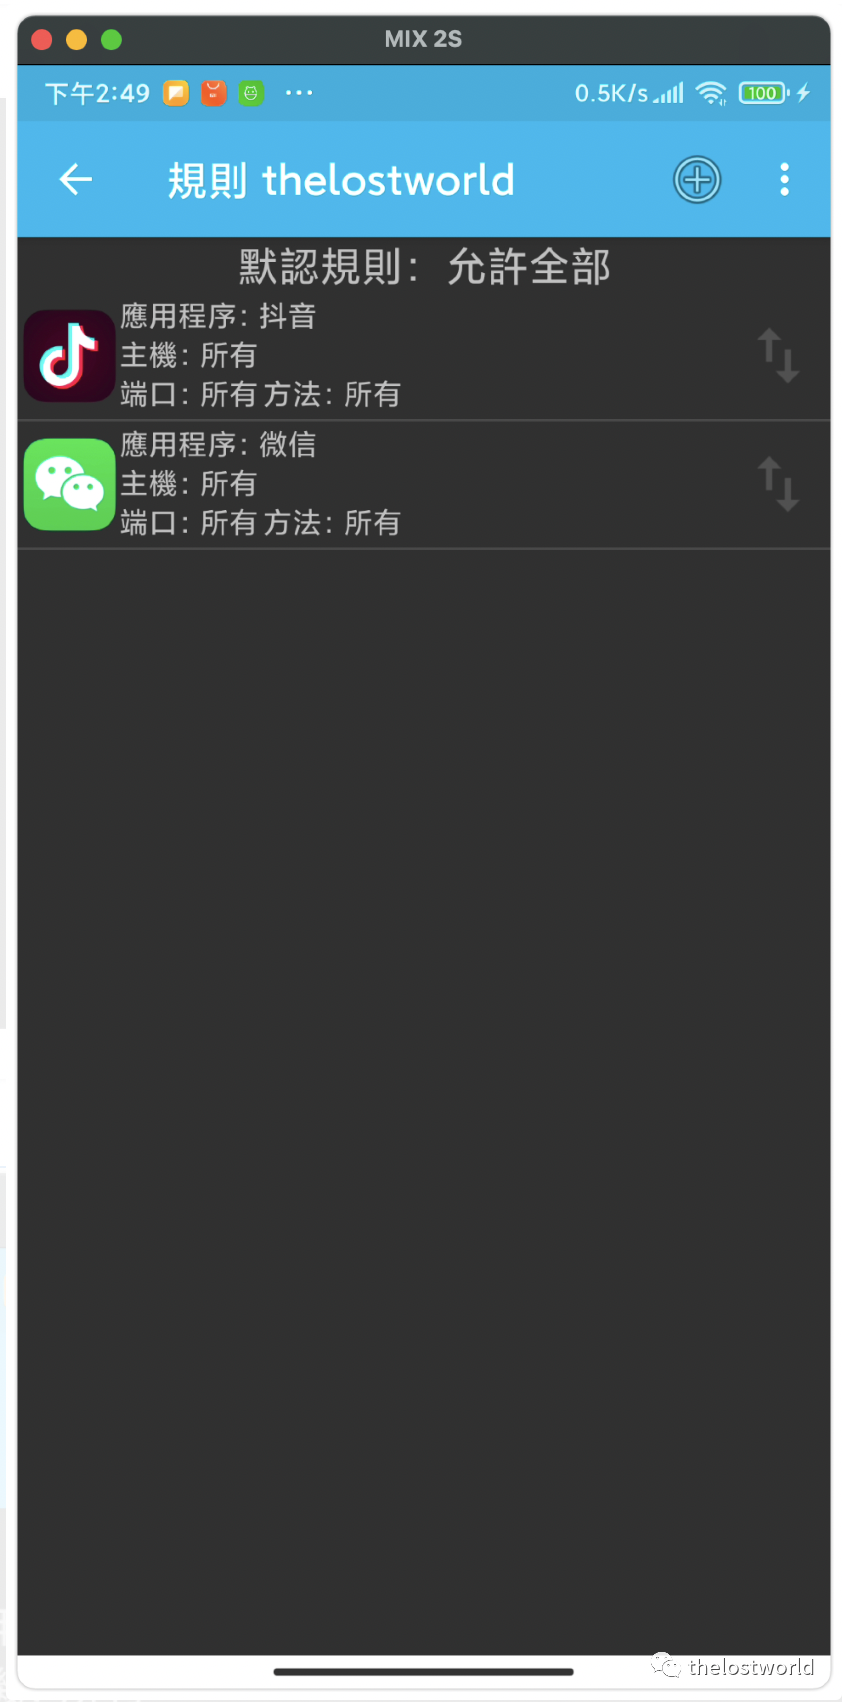 MIX 2S
下午2:49 ··· 0.5K/s 100
規則 thelostworld
默認規則：允許全部
應用程序：抖音
主機：所有
端口：所有 方法：所有
應用程序：微信
主機：所有
端口：所有 方法：所有
thelostworld